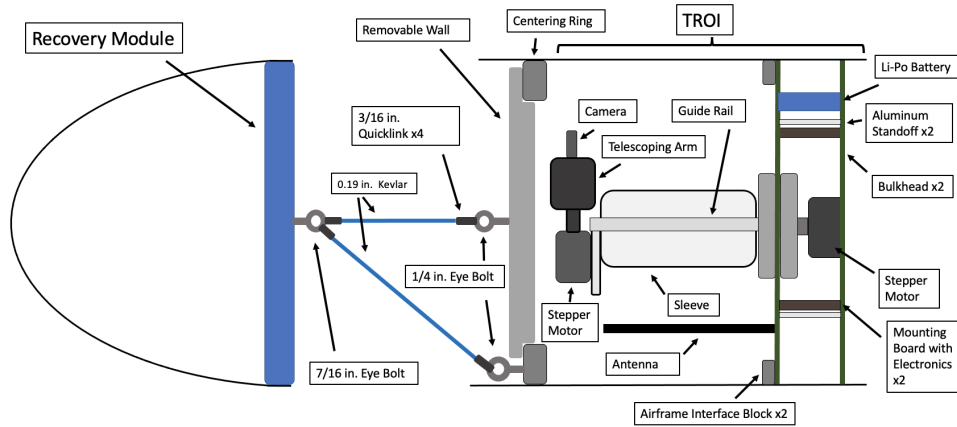 Recovery Module
Removable Wall
Centering Ring
TROI
Li-Po Battery
3/16 in.
Quicklink x4
Camera
Guide Rail
Aluminum
Standoff x2
Telescoping Arm
0.19 in. Kevlar
Bulkhead x2
1/4 in. Eye Bolt
Stepper
Motor
Sleeve
Stepper
Motor
7/16 in. Eye Bolt
Antenna
Mounting
Board with
Electronics
x2
Airframe Interface Block x2